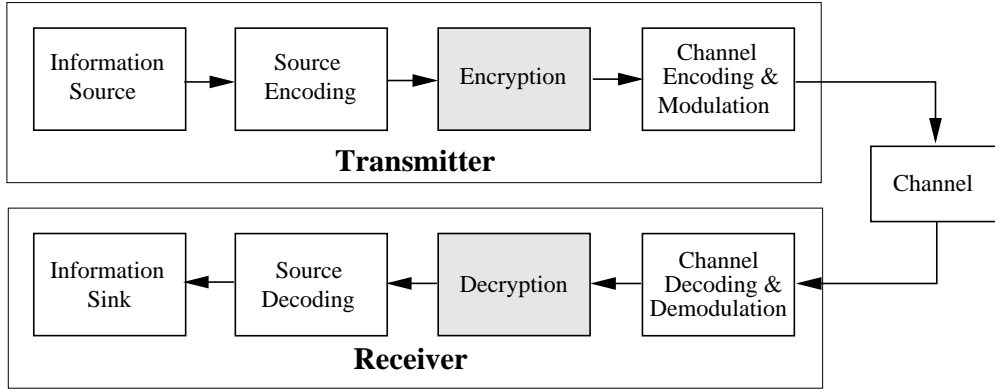 Information
Source
Source
Encoding
Encryption
Channel
Encoding &
Modulation
Transmitter
Channel
Information
Sink
Source
Decoding
Decryption
Channel
Decoding &
Demodulation
Receiver